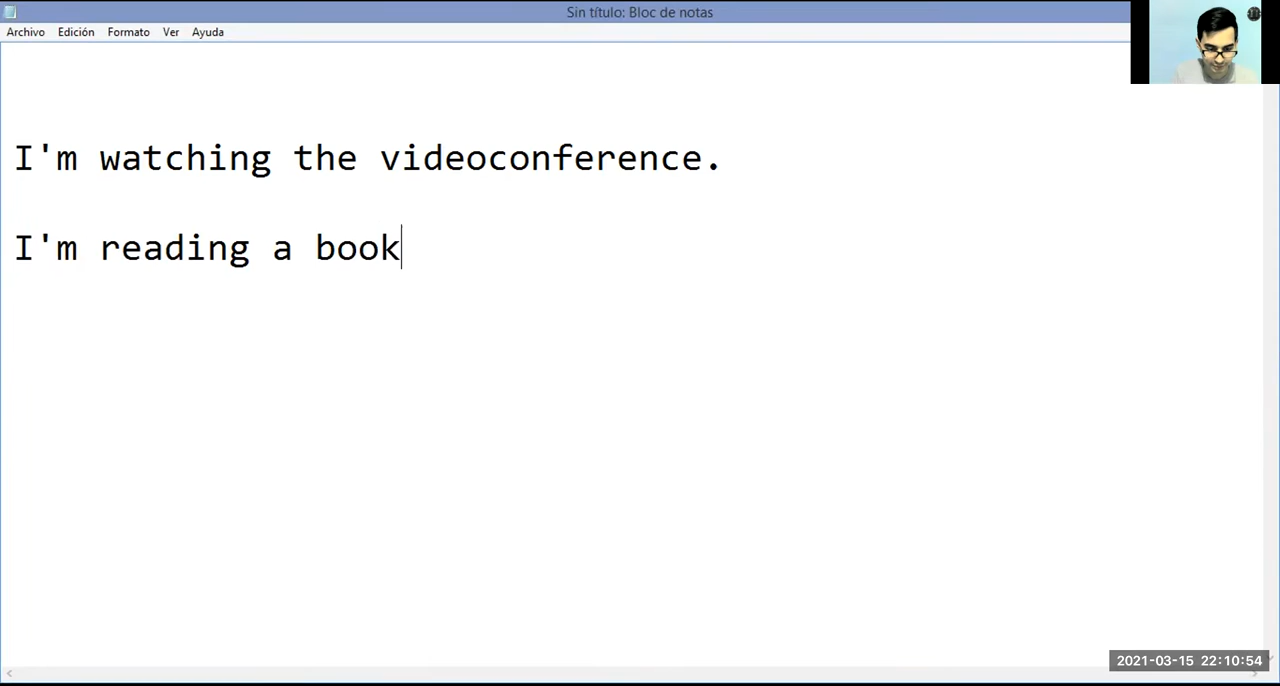 Sin título: Bloc de notas
Archivo Edición Formato Ver Ayuda
I'm watching the videoconference.
I'm reading a book
2021-03-15 22:10:54